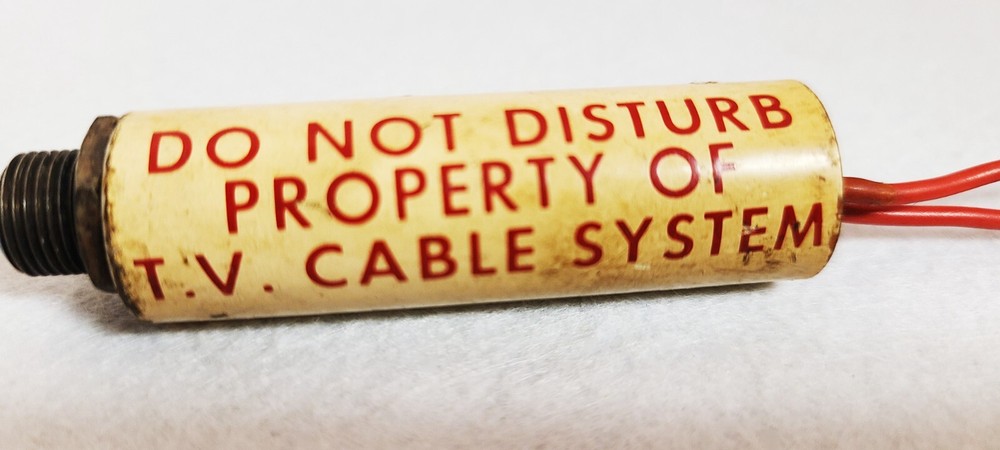 DO NOT DISTURB
PROPERTY OF
T.V. CABLE SYSTEM